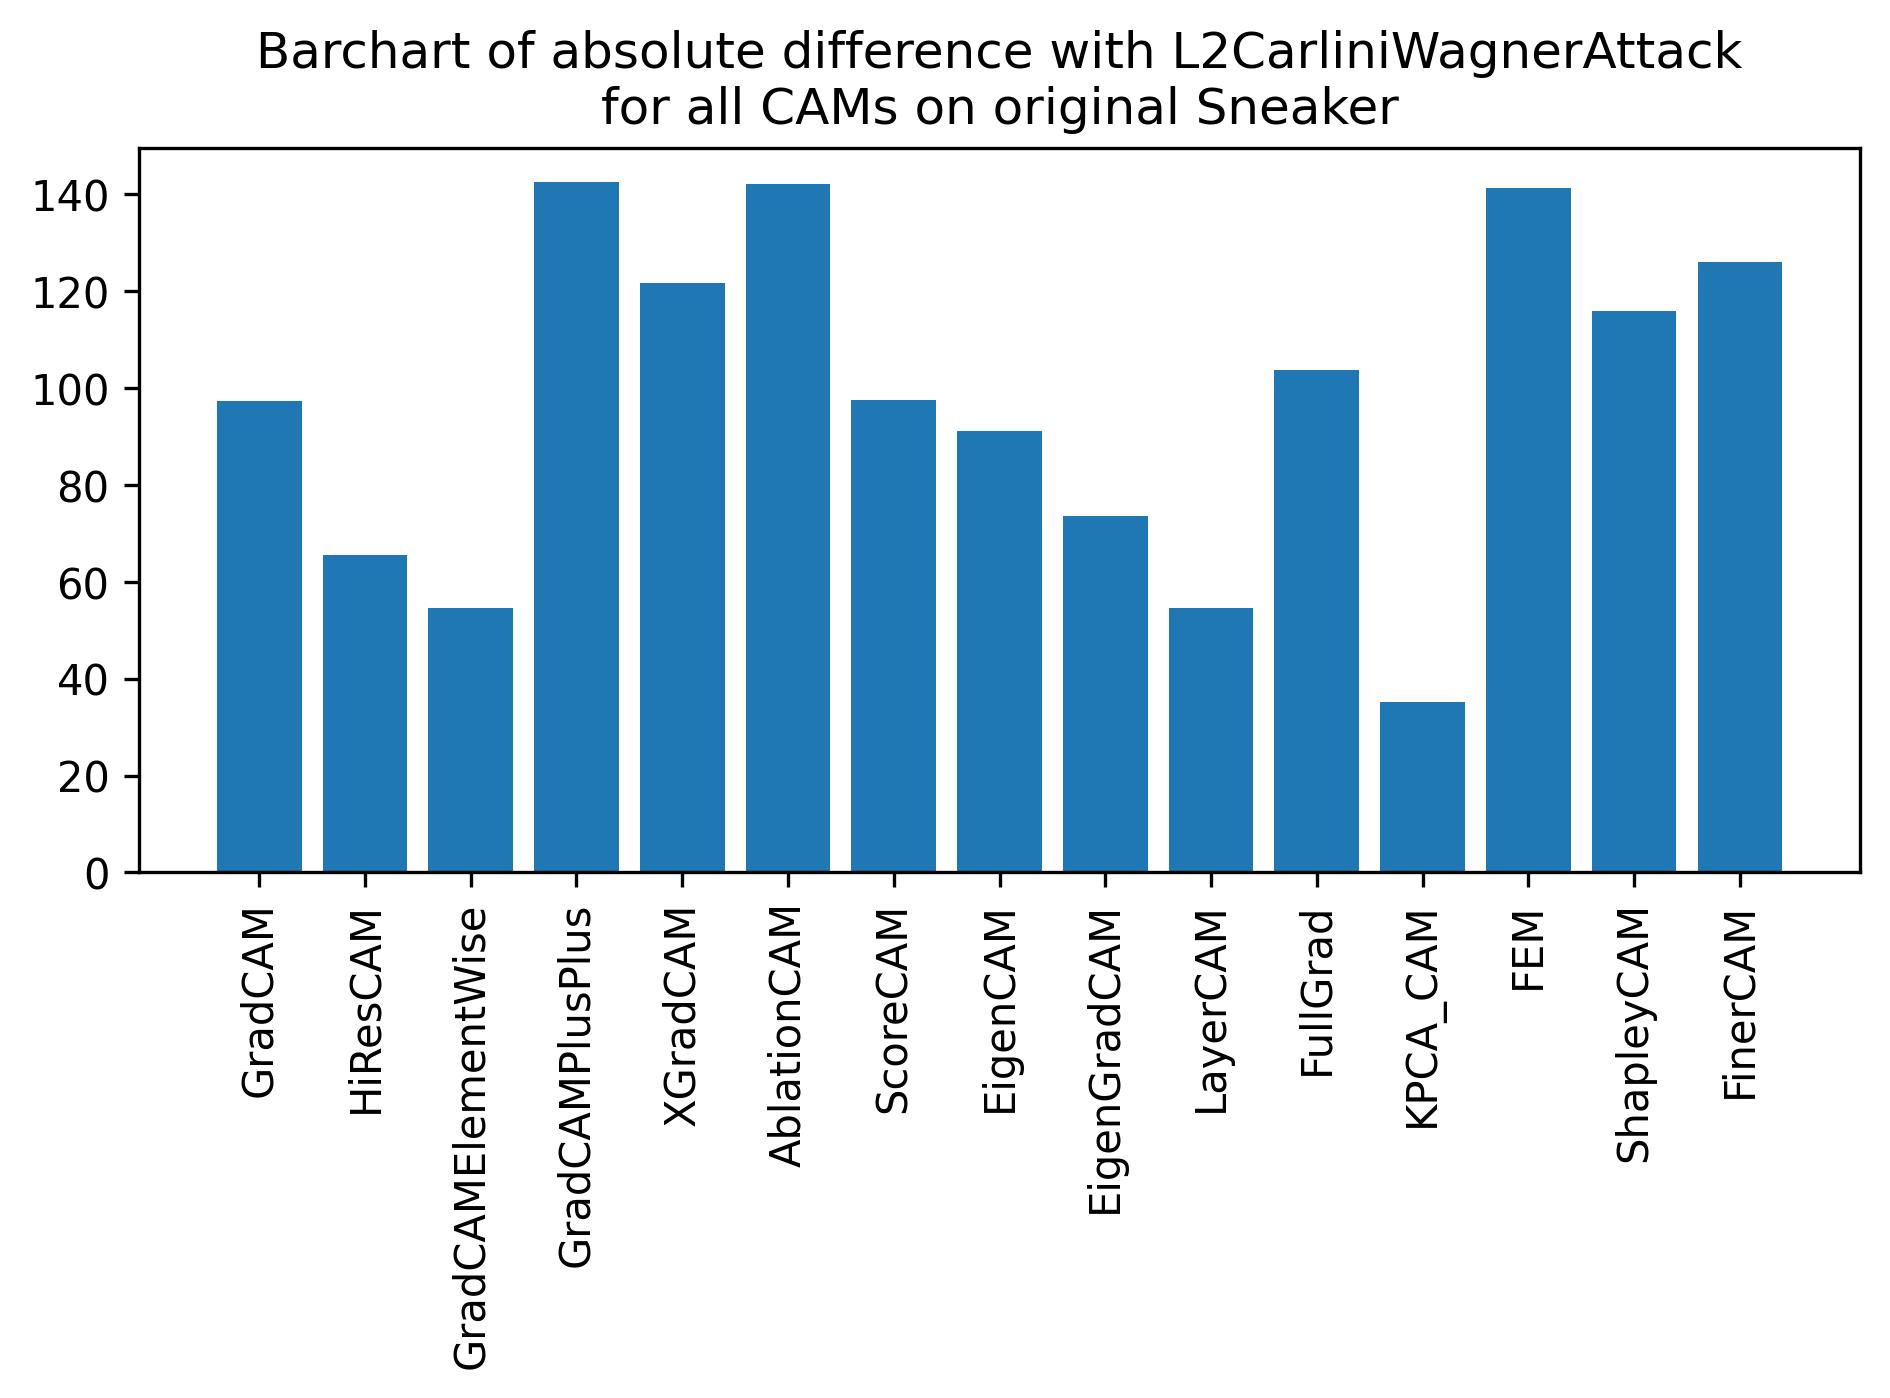 Barchart of absolute difference with L2CarliniWagnerAttack
for all CAMs on original Sneaker
140
120
100
80
60
40
20
0
GradCAM
HiResCAM
GradCAMElementWise
GradCAMPlusPlus
XGradCAM
AblationCAM
ScoreCAM
EigenCAM
EigenGradCAM
LayerCAM
FullGrad
KPCA_CAM
FEM
ShapleyCAM
FinerCAM